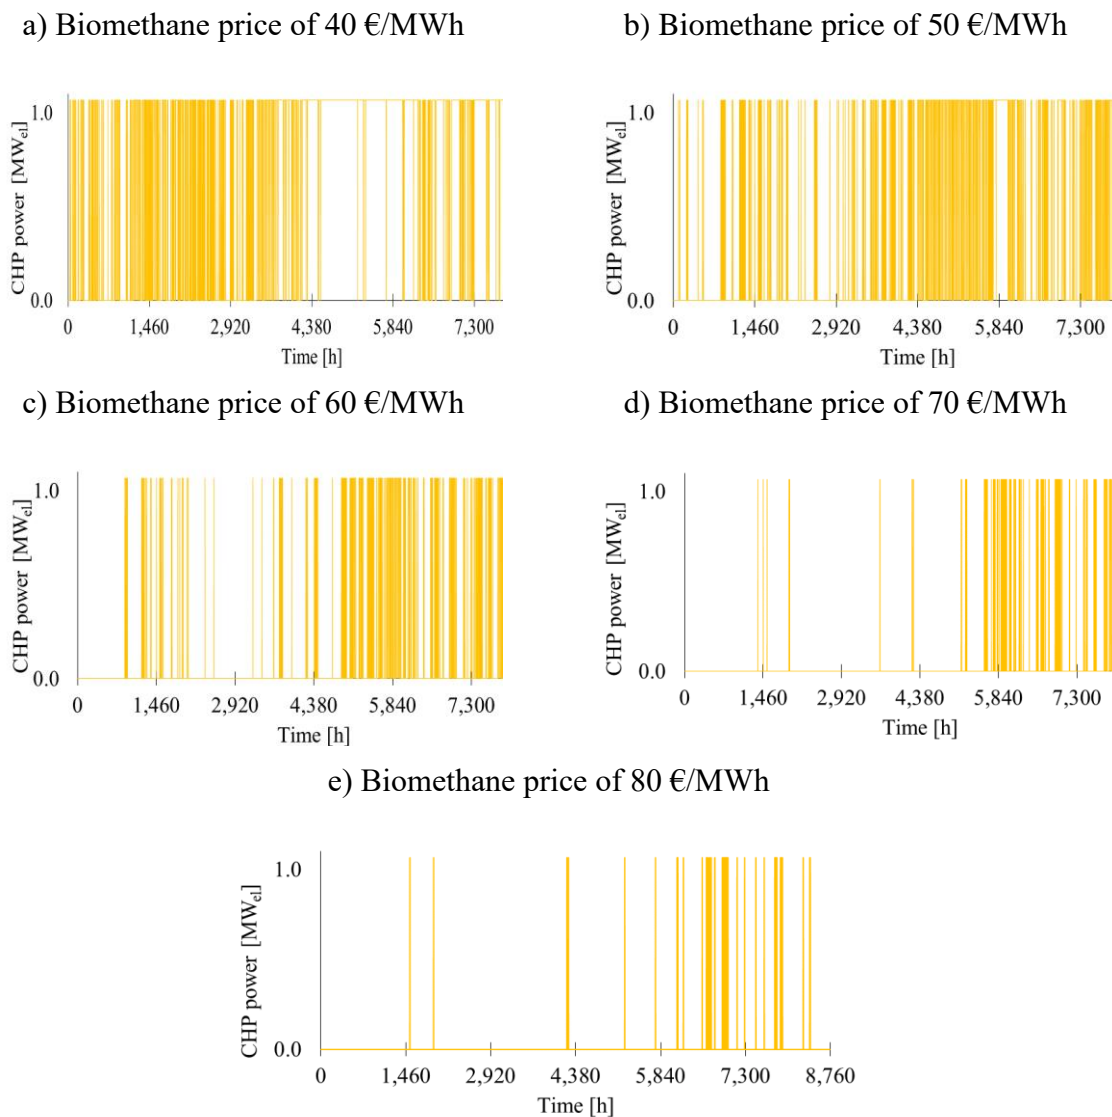 a) Biomethane price of 40 €/MWh
b) Biomethane price of 50 €/MWh
CHP power [MWel]
1.0
0.0
0 1,460 2,920 4,380 5,840 7,300
Time [h]
CHP power [MWel]
1.0
0.0
0 1,460 2,920 4,380 5,840 7,300
Time [h]
c) Biomethane price of 60 €/MWh
d) Biomethane price of 70 €/MWh
CHP power [MWel]
1.0
0.0
0 1,460 2,920 4,380 5,840 7,300
Time [h]
CHP power [MWel]
1.0
0.0
0 1,460 2,920 4,380 5,840 7,300
Time [h]
e) Biomethane price of 80 €/MWh
CHP power [MWel]
1.0
0.0
0 1,460 2,920 4,380 5,840 7,300 8,760
Time [h]